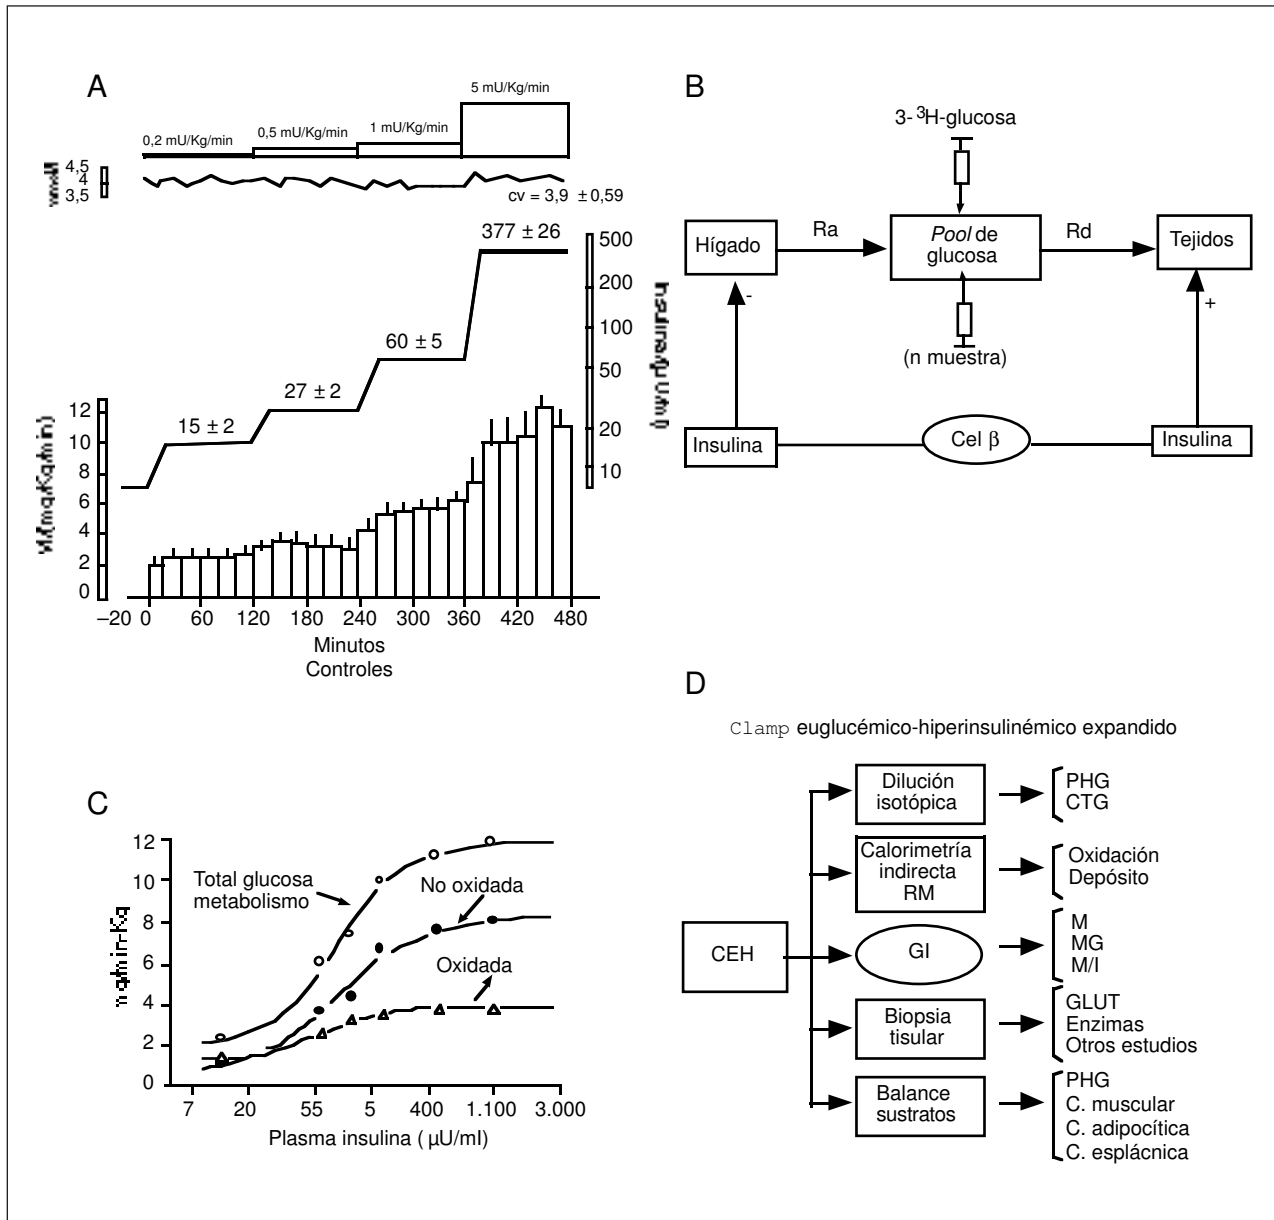 A
5 mU/Kg/min
1 mU/Kg/min
0,5 mU/Kg/min
0,2 mU/Kg/min
4,5
4
3,5
cv = 3,9 ± 0,59
377 ± 26
60 ± 5
27 ± 2
15 ± 2
500
200
100
50
20
10
12
10
8
6
4
2
0
–20 0 60 120 180 240 300 360 420 480
Minutos
Controles
B
3-³H-glucosa
Hígado
Ra
Pool de
glucosa
Rd
Tejidos
-
+
(n muestra)
Insulina
Cel β
Insulina
C
12
10
8
6
4
2
0
Total glucosa
metabolismo
No oxidada
Oxidada
7 20 55 5 400 1.100 3.000
Plasma insulina ( µU/ml)
D
Clamp euglucémico-hiperinsulinémico expandido
CEH
Dilución
isotópica
PHG
CTG
Calorimetría
indirecta
RM
Oxidación
Depósito
GI
M
MG
M/I
Biopsia
tisular
GLUT
Enzimas
Otros estudios
Balance
sustratos
PHG
C. muscular
C. adipocítica
C. esplácnica